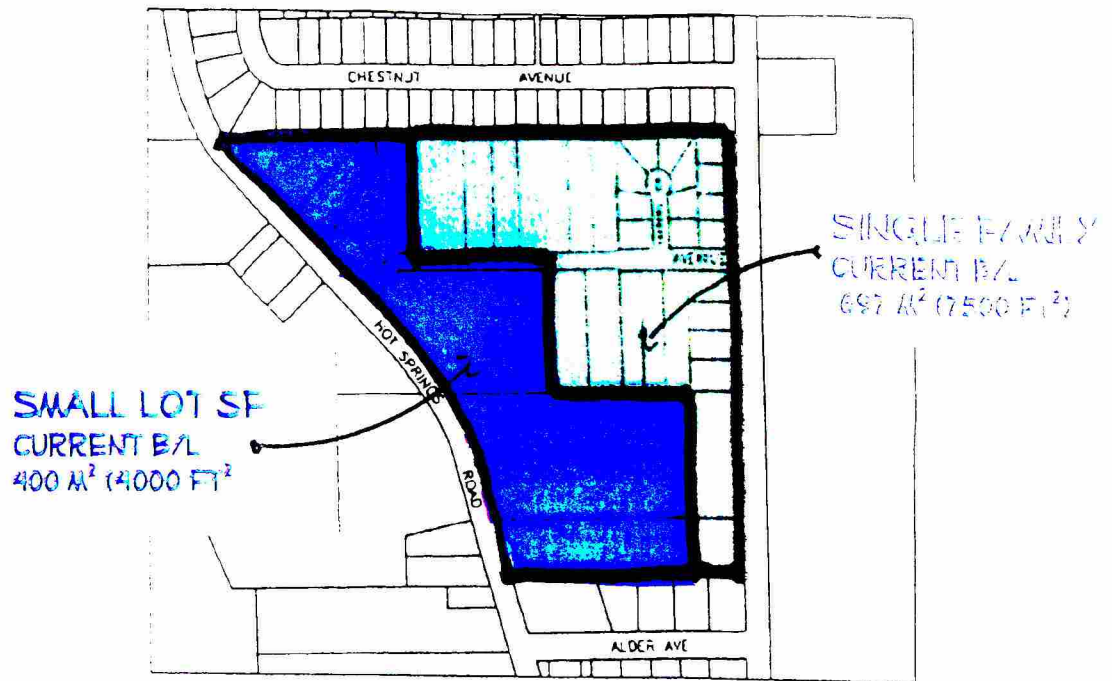 CHESTNUT AVENUE
AVENUE
SINGLE FAMILY
CURRENT B/L
697 M² (7500 FT²)
HOT SPRINGS
ROAD
SMALL LOT SF
CURRENT B/L
400 M² (4000 FT²
ALDER AVE